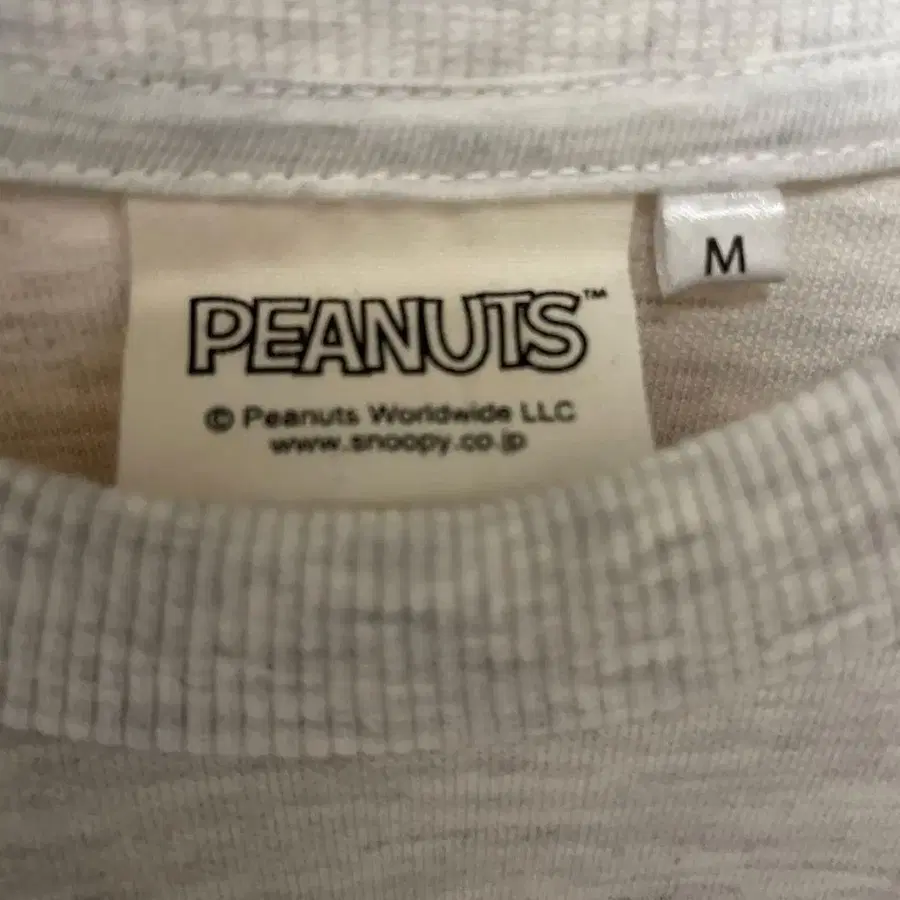 M
PEANUTS™
© Peanuts Worldwide LLC
www.snoopy.co.jp